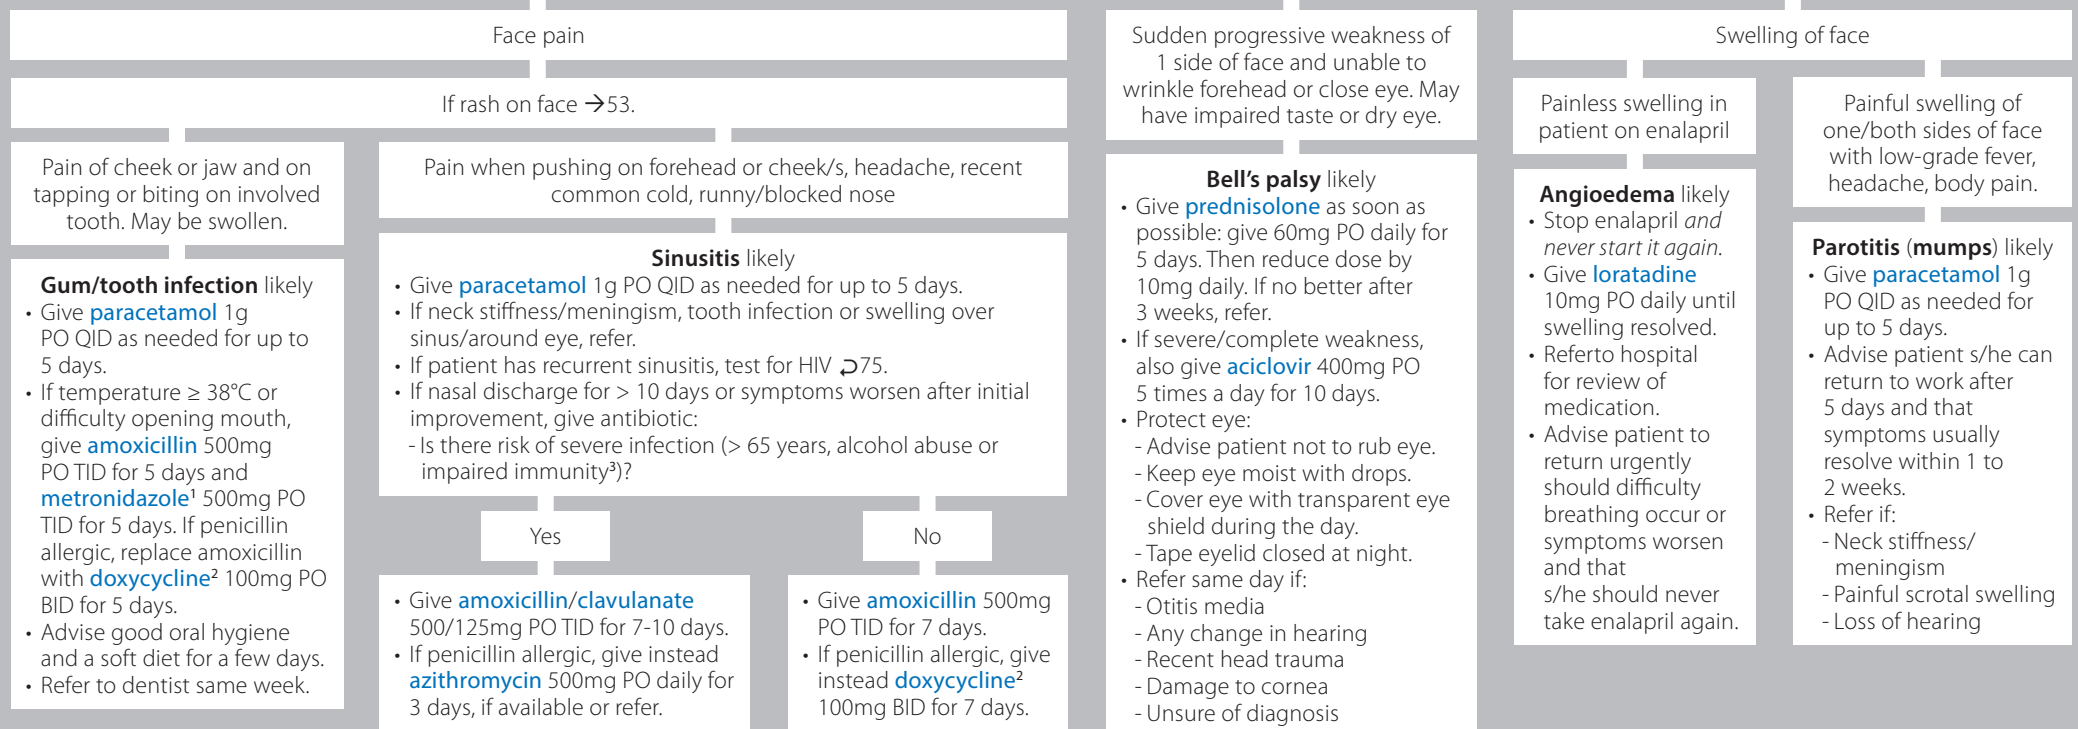 Face pain
If rash on face →53.
Pain of cheek or jaw and on
tapping or biting on involved
tooth. May be swollen.
Gum/tooth infection likely
• Give paracetamol 1g
PO QID as needed for up to
5 days.
• If temperature ≥ 38°C or
difficulty opening mouth,
give amoxicillin 500mg
PO TID for 5 days and
metronidazole¹ 500mg PO
TID for 5 days. If penicillin
allergic, replace amoxicillin
with doxycycline² 100mg PO
BID for 5 days.
• Advise good oral hygiene
and a soft diet for a few days.
• Refer to dentist same week.
Pain when pushing on forehead or cheek/s, headache, recent
common cold, runny/blocked nose
Sinusitis likely
• Give paracetamol 1g PO QID as needed for up to 5 days.
• If neck stiffness/meningism, tooth infection or swelling over
sinus/around eye, refer.
• If patient has recurrent sinusitis, test for HIV ⮌75.
• If nasal discharge for > 10 days or symptoms worsen after initial
improvement, give antibiotic:
- Is there risk of severe infection (> 65 years, alcohol abuse or
impaired immunity³)?
Yes
• Give amoxicillin/clavulanate
500/125mg PO TID for 7-10 days.
• If penicillin allergic, give instead
azithromycin 500mg PO daily for
3 days, if available or refer.
No
• Give amoxicillin 500mg
PO TID for 7 days.
• If penicillin allergic, give
instead doxycycline²
100mg BID for 7 days.
Sudden progressive weakness of
1 side of face and unable to
wrinkle forehead or close eye. May
have impaired taste or dry eye.
Bell's palsy likely
• Give prednisolone as soon as
possible: give 60mg PO daily for
5 days. Then reduce dose by
10mg daily. If no better after
3 weeks, refer.
• If severe/complete weakness,
also give aciclovir 400mg PO
5 times a day for 10 days.
• Protect eye:
- Advise patient not to rub eye.
- Keep eye moist with drops.
- Cover eye with transparent eye
shield during the day.
- Tape eyelid closed at night.
• Refer same day if:
- Otitis media
- Any change in hearing
- Recent head trauma
- Damage to cornea
- Unsure of diagnosis
Swelling of face
Painless swelling in
patient on enalapril
Angioedema likely
• Stop enalapril and
never start it again.
• Give loratadine
10mg PO daily until
swelling resolved.
• Referto hospital
for review of
medication.
• Advise patient to
return urgently
should difficulty
breathing occur or
symptoms worsen
and that
s/he should never
take enalapril again.
Painful swelling of
one/both sides of face
with low-grade fever,
headache, body pain.
Parotitis (mumps) likely
• Give paracetamol 1g
PO QID as needed for
up to 5 days.
• Advise patient s/he can
return to work after
5 days and that
symptoms usually
resolve within 1 to
2 weeks.
• Refer if:
- Neck stiffness/
meningism
- Painful scrotal swelling
- Loss of hearing